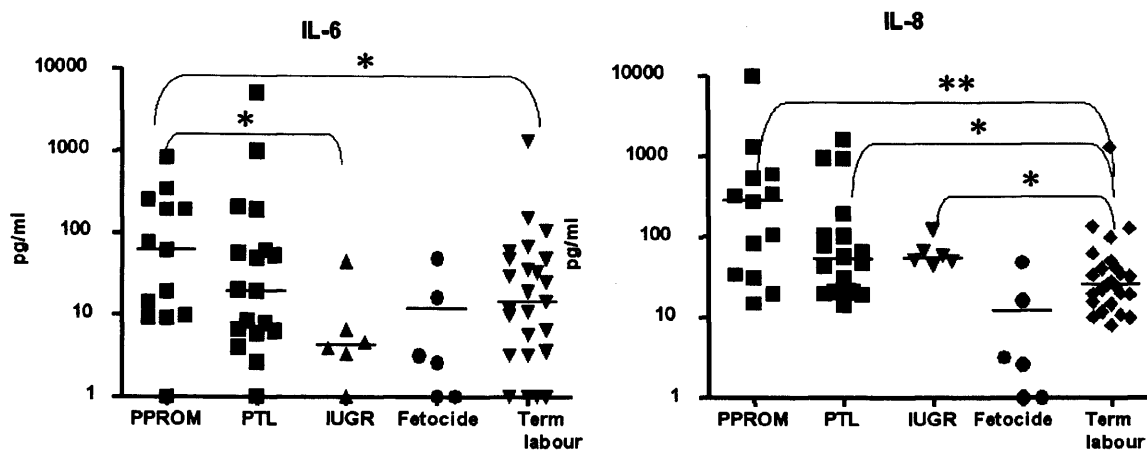 IL-6
10000
1000
100
10
1
pg/ml
*
*
PPROM PTL IUGR Fetocide Term
labour
IL-8
10000
1000
100
10
1
pg/ml
**
*
*
PPROM PTL IUGR Fetocide Term
labour